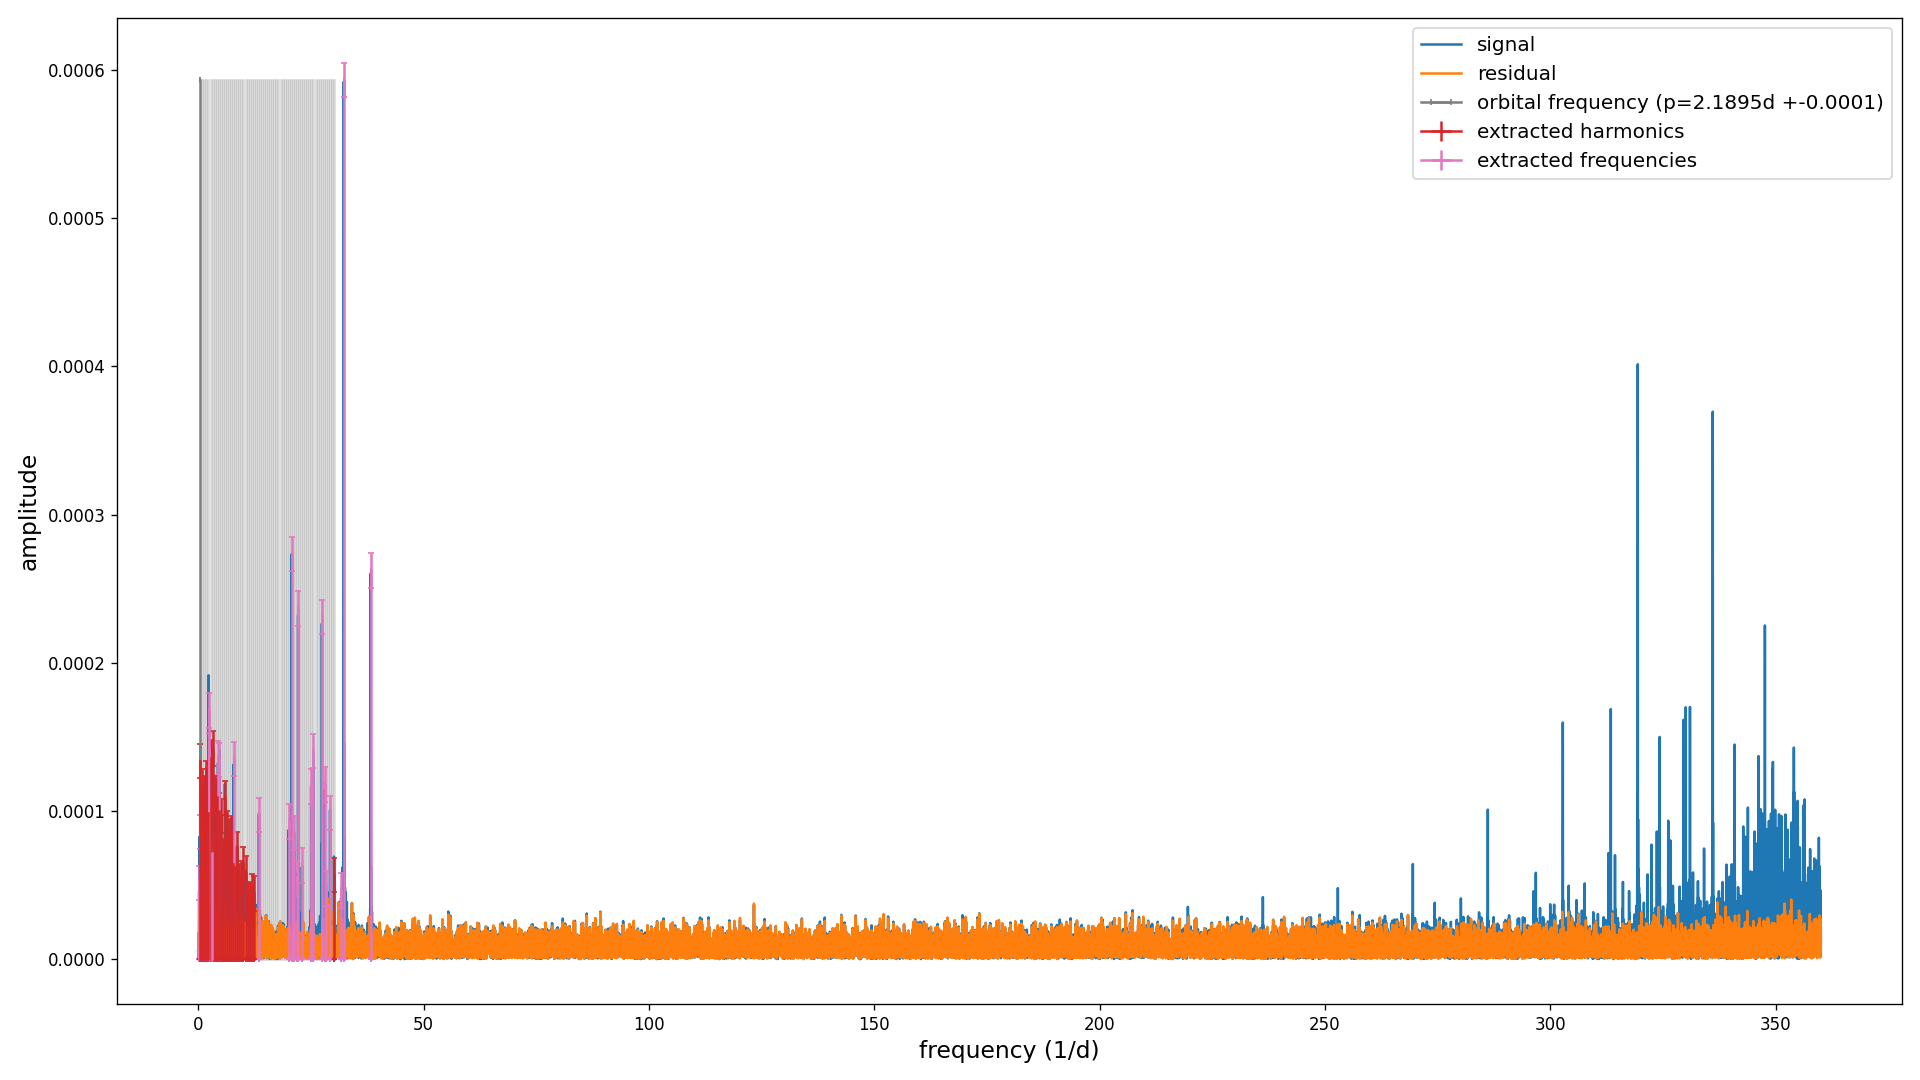 signal
residual
orbital frequency (p=2.1895d +-0.0001)
extracted harmonics
extracted frequencies
0.0006
0.0005
0.0004
0.0003
0.0002
0.0001
0.0000
amplitude
0 50 100 150 200 250 300 350
frequency (1/d)